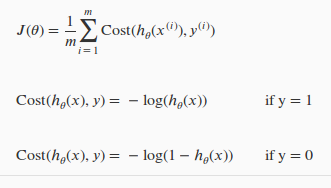 J(θ) = 1/m ∑_{i=1}^{m} Cost(h_θ(x^{(i)}), y^{(i)})
Cost(h_θ(x), y) = − log(h_θ(x)) if y = 1
Cost(h_θ(x), y) = − log(1 − h_θ(x)) if y = 0